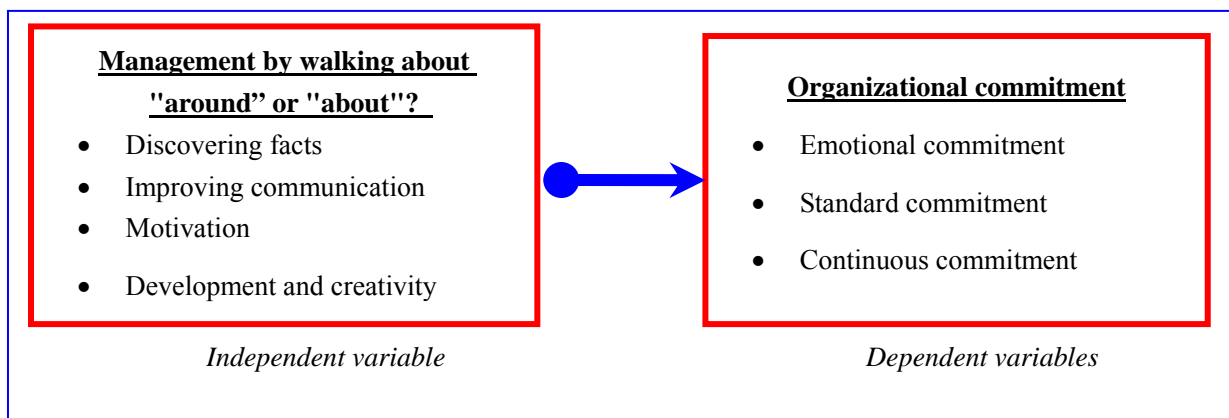 Management by walking about
"around” or "about"?
• Discovering facts
• Improving communication
• Motivation
• Development and creativity
Independent variable
Organizational commitment
• Emotional commitment
• Standard commitment
• Continuous commitment
Dependent variables